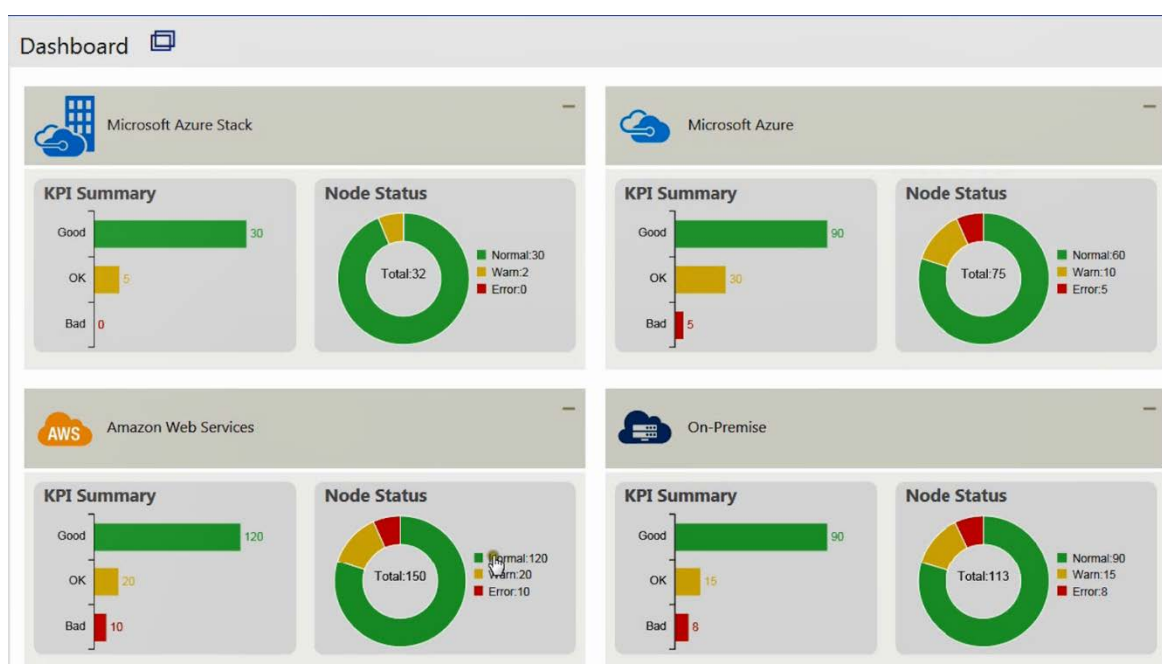 Dashboard
Microsoft Azure Stack
KPI Summary
Good 30
OK 5
Bad 0
Node Status
Total:32
Normal:30
Warn:2
Error:0
Microsoft Azure
KPI Summary
Good 90
OK 30
Bad 5
Node Status
Total:75
Normal:60
Warn:10
Error:5
AWS
Amazon Web Services
KPI Summary
Good 120
OK 20
Bad 10
Node Status
Total:150
Normal:120
Warn:20
Error:10
On-Premise
KPI Summary
Good 90
OK 15
Bad 8
Node Status
Total:113
Normal:90
Warn:15
Error:8